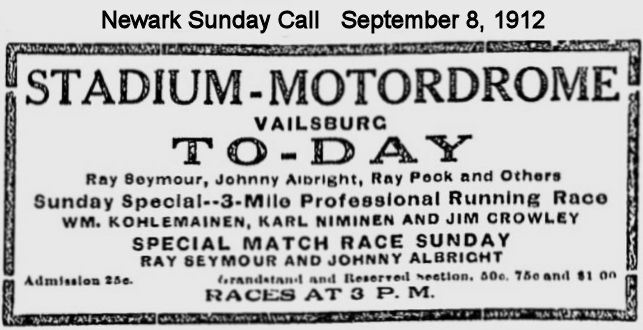 Newark Sunday Call September 8, 1912
STADIUM-MOTORDROME
VAILSBURG
TO-DAY
Ray Seymour, Johnny Albright, Ray Peck and Others
Sunday Special--3-Mile Professional Running Race
WM. KOHLEMAINEN, KARL NIMINEN AND JIM CROWLEY
SPECIAL MATCH RACE SUNDAY
RAY SEYMOUR AND JOHNNY ALBRIGHT
Admission 25c. Grandstand and Reserved Section, 50c, 75c and $1.00
RACES AT 3 P. M.